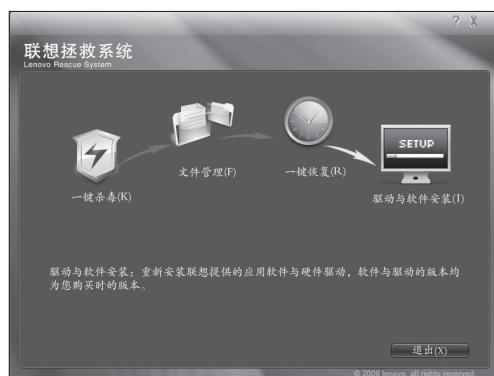 ? X
联想拯救系统
Lenovo Rescue System
SETUP
文件管理(F)
一键恢复(R)
一键杀毒(K)
驱动与软件安装(I)
驱动与软件安装：重新安装联想提供的应用软件与硬件驱动，软件与驱动的版本均
为您购买时的版本。
退出(X)
© 2008 lenovo. all rights reserved